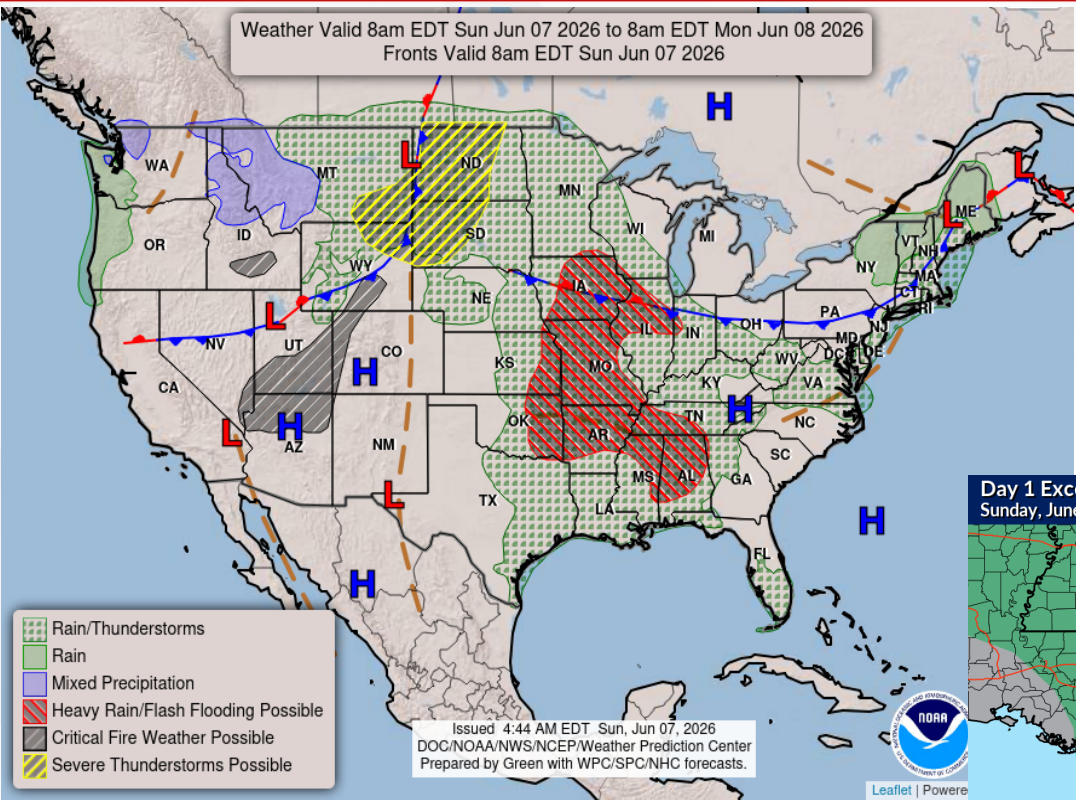 Weather Valid 8am EDT Sun Jun 07 2026 to 8am EDT Mon Jun 08 2026
Fronts Valid 8am EDT Sun Jun 07 2026
H
WA
MT
L
ND
MN
OR
ID
SD
WI
MI
L
ME
L
VT
NH
NY
MA
CT
RI
WY
NE
IA
PA
NJ
OH
L
NV
UT
CO
H
KS
MO
IL
IN
WV
MD
DC
DE
VA
KY
CA
L
H
AZ
NM
OK
AR
TN
H
NC
SC
L
TX
LA
MS
AL
GA
H
FL
H
Day 1 Exc
Sunday, June
Rain/Thunderstorms
Rain
Mixed Precipitation
Heavy Rain/Flash Flooding Possible
Critical Fire Weather Possible
Severe Thunderstorms Possible
Issued 4:44 AM EDT Sun, Jun 07, 2026
DOC/NOAA/NWS/NCEP/Weather Prediction Center
Prepared by Green with WPC/SPC/NHC forecasts.
NOAA
Leaflet | Powere